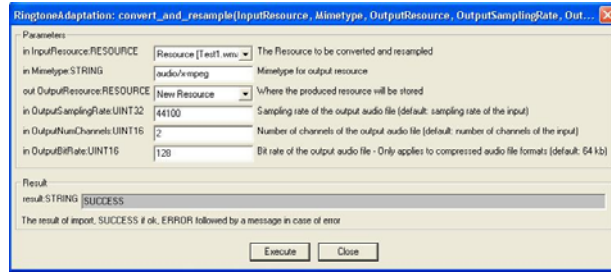 RingtoneAdaptation: convert_and_resample(InputResource, Mimetype, OutputResource, OutputSamplingRate, Out...
Parameters
in InputResource:RESOURCE Resource [Test1.wma The Resource to be converted and resampled
in Mimetype:STRING audio/x-mpeg Mimetype for output resource
out OutputResource:RESOURCE New Resource Where the produced resource will be stored
in OutputSamplingRate:UINT32 44100 Sampling rate of the output audio file (default: sampling rate of the input)
in OutputNumChannels:UINT16 2 Number of channels of the output audio file (default: number of channels of the input)
in OutputBitRate:UINT16 128 Bit rate of the output audio file - Only applies to compressed audio file formats (default: 64 kb)
Result
result:STRING SUCCESS
The result of import, SUCCESS if ok, ERROR followed by a message in case of error
Execute Close